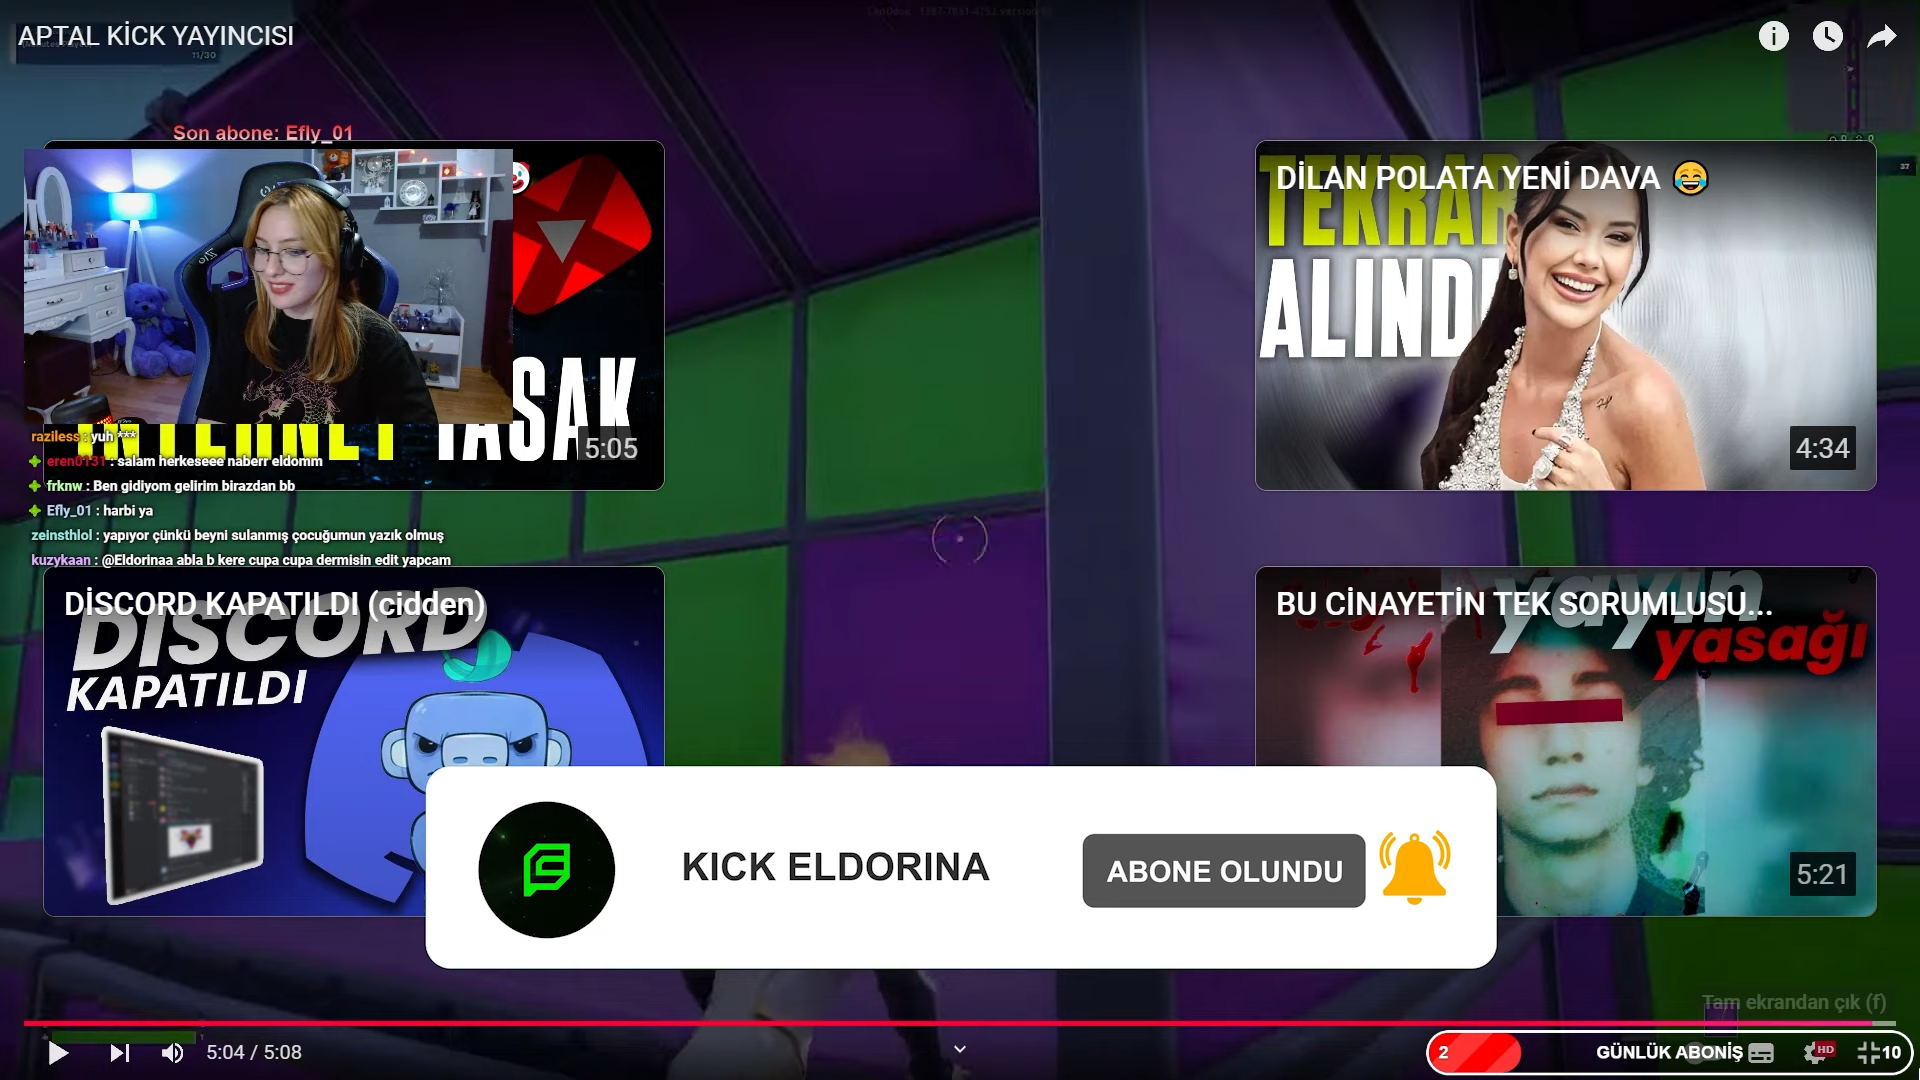 APTAL KİCK YAYINCISI
11/30
Son abone: Efly_01
DİLAN POLATA YENİ DAVA 😂
37
TEKRAR
ALINDI
4:34
YASAK
5:05
raziless : yuh ***
eren0131 : salam herkeseee naberr eldomm
frknw : Ben gidiyom gelirim birazdan bb
Efly_01 : harbi ya
zeinsthlol : yapıyor çünkü beyni sulanmış çocuğumun yazık olmuş
kuzykaan : @Eldorinaa abla b kere cupa cupa dermisin edit yapcam
DİSCORD KAPATILDI (cidden)
DISCORD
KAPATILDI
BU CİNAYETİN TEK SORUMLUSU...
yayın
yasağı
5:21
KICK ELDORINA
ABONE OLUNDU
Tam ekrandan çık (f)
5:04 / 5:08
2
GÜNLÜK ABONİŞ
HD
10